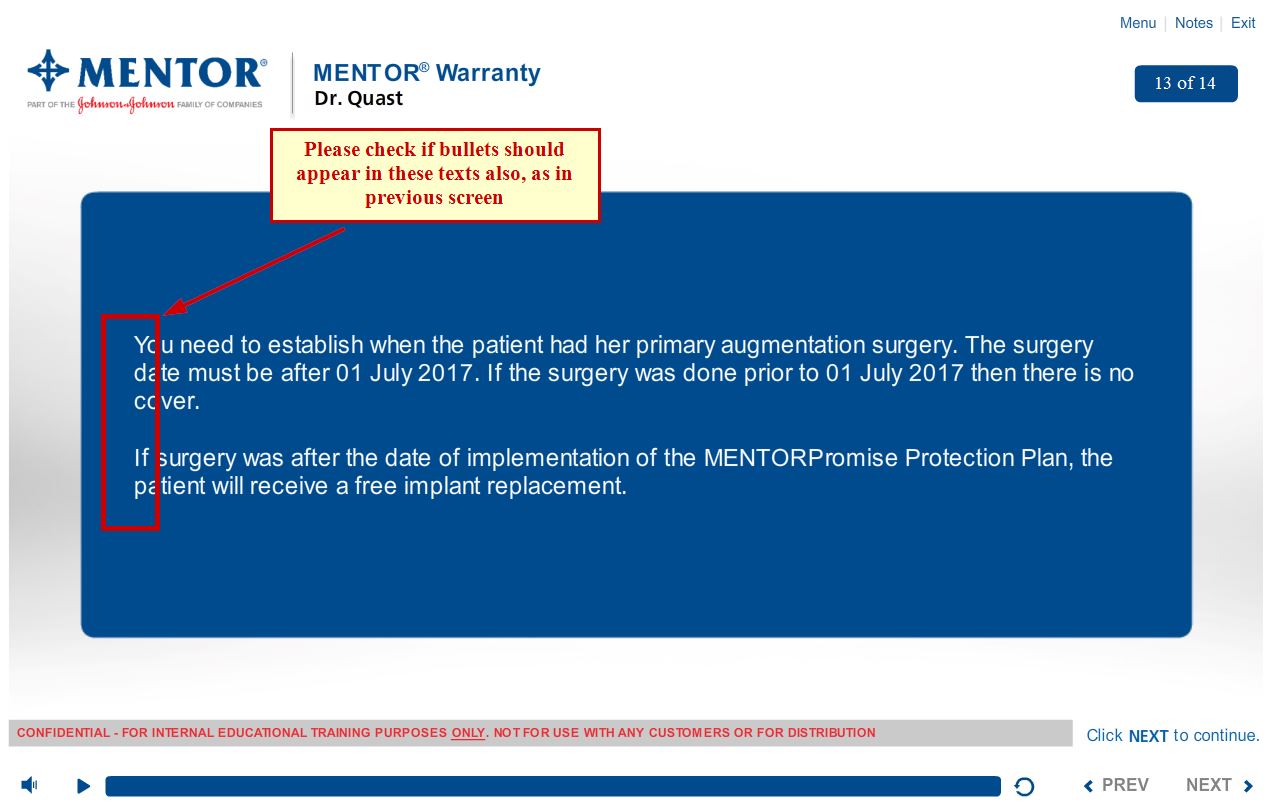 Menu | Notes | Exit
MENTOR®
PART OF THE Johnson & Johnson FAMILY OF COMPANIES
MENTOR® Warranty
Dr. Quast
13 of 14
Please check if bullets should
appear in these texts also, as in
previous screen
You need to establish when the patient had her primary augmentation surgery. The surgery
date must be after 01 July 2017. If the surgery was done prior to 01 July 2017 then there is no
cover.
If surgery was after the date of implementation of the MENTORPromise Protection Plan, the
patient will receive a free implant replacement.
CONFIDENTIAL - FOR INTERNAL EDUCATIONAL TRAINING PURPOSES ONLY. NOT FOR USE WITH ANY CUSTOMERS OR FOR DISTRIBUTION
Click NEXT to continue.
PREV
NEXT